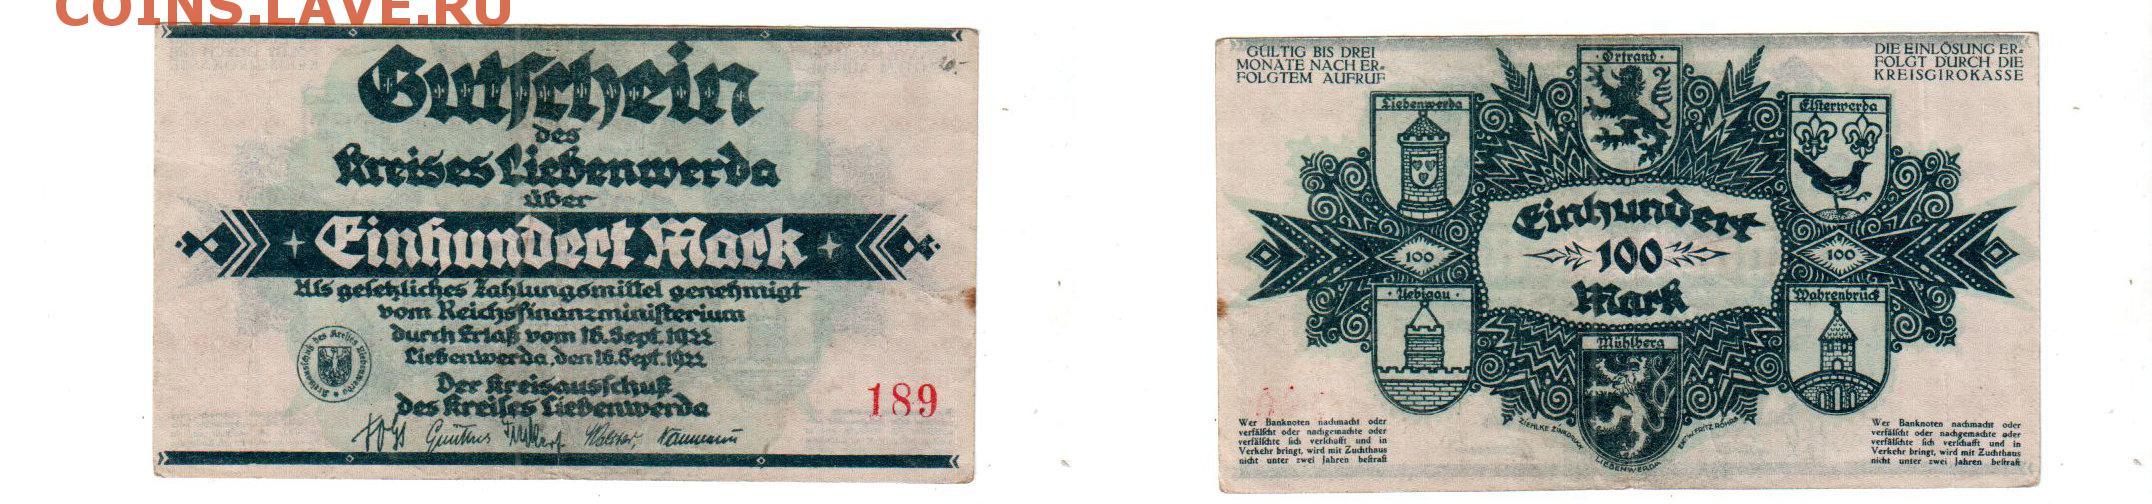 COINS.LAVE.RU
Gutschein
des
Kreises Liebenwerda
über
Einhundert Mark
Als gesetzliches Zahlungsmittel genehmigt
vom Reichsfinanzministerium
durch Erlaß vom 16. Sept. 1922
Liebenwerda, den 16. Sept. 1922
Der Kreisausschuß
des Kreises Liebenwerda
189
20.-
GÜLTIG BIS DREI
MONATE NACH ER-
FOLGTEM AUFRUF
DIE EINLÖSUNG ER-
FOLGT DURCH DIE
KREISGIROKASSE
Ortrand
Liebenwerda
Elsterwerda
Einhundert
100
Mark
100
100
Uebigau
Wahrenbrück
Mühlberg
Wer Banknoten nachmacht oder
verfälscht oder nachgemachte oder
verfälschte sich verschafft und in
Verkehr bringt, wird mit Zuchthaus
nicht unter zwei Jahren bestraft
LIEBENWERDA
Wer Banknoten nachmacht oder
verfälscht oder nachgemachte oder
verfälschte sich verschafft und in
Verkehr bringt, wird mit Zuchthaus
nicht unter zwei Jahren bestraft